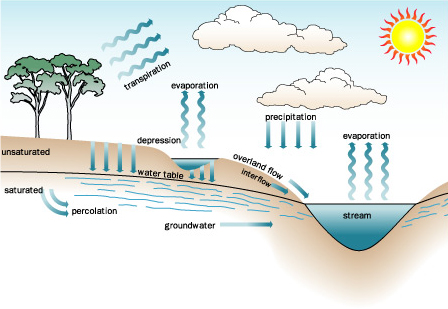 transpiration
evaporation
precipitation
evaporation
depression
unsaturated
overland flow
interflow
water table
saturated
percolation
groundwater
stream